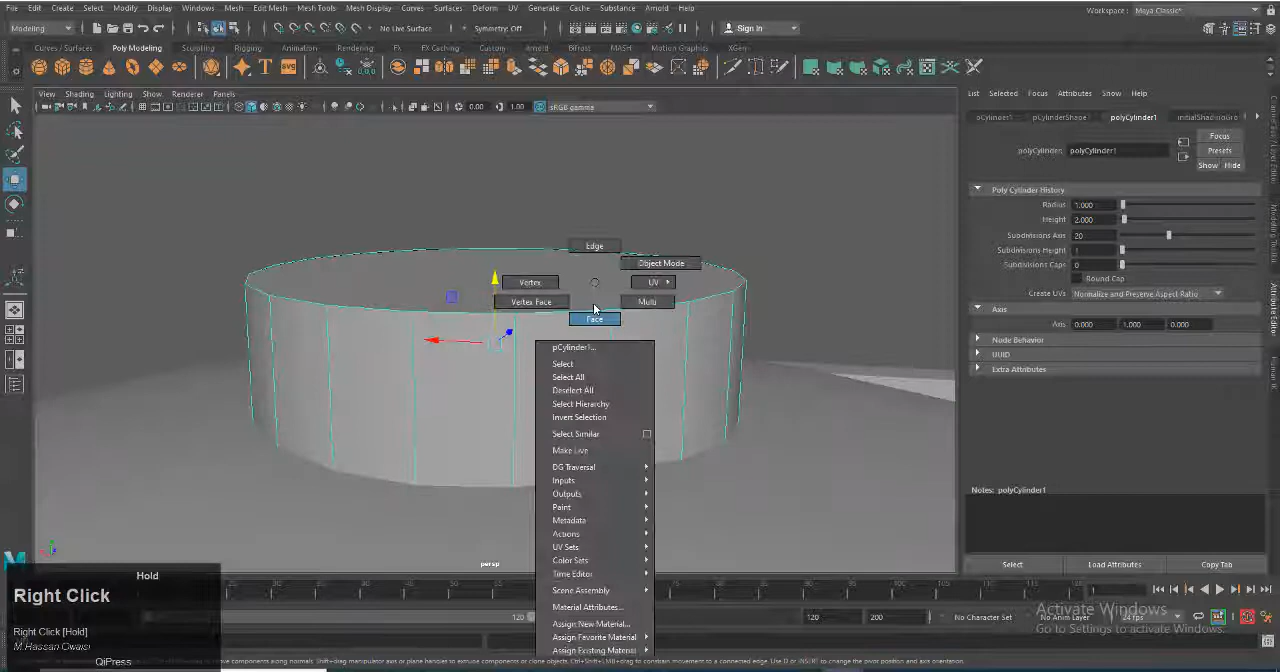 File Edit Create Select Modify Display Windows Mesh Edit Mesh Mesh Tools Mesh Display Curves Surfaces Deform UV Generate Cache Substance Arnold Help
Workspace : Maya Classic*
Modeling
No Live Surface
Symmetry: Off
Sign In
Curves / Surfaces Poly Modeling Sculpting Rigging Animation Rendering FX FX Caching Custom Arnold Bifrost MASH Motion Graphics XGen
View Shading Lighting Show Renderer Panels
0.00 1.00 sRGB gamma
List Selected Focus Attributes Show Help
pCylinder1 pCylinderShape1 polyCylinder1 initialShadingGro
polyCylinder: polyCylinder1
Focus
Presets
Show Hide
Poly Cylinder History
Radius 1.000
Height 2.000
Subdivisions Axis 20
Subdivisions Height 1
Subdivisions Caps 0
Round Cap
Create UVs Normalize and Preserve Aspect Ratio
Axis
Axis 0.000 1.000 0.000
Node Behavior
UUID
Extra Attributes
Notes: polyCylinder1
Select Load Attributes Copy Tab
Edge
Object Mode
Vertex UV
Vertex Face Multi
Face
pCylinder1...
Select
Select All
Deselect All
Select Hierarchy
Invert Selection
Select Similar
Make Live
DG Traversal
Inputs
Outputs
Paint
Metadata
Actions
UV Sets
Color Sets
Time Editor
Scene Assembly
Material Attributes...
Assign New Material...
Assign Favorite Material
Assign Existing Material
persp
Hold
Right Click
Right Click [Hold]
M.Hassan Owaisi
QiPress
120
120 200 No Character Set No Anim Layer 24 fps
Activate Windows
Go to Settings to activate Windows.